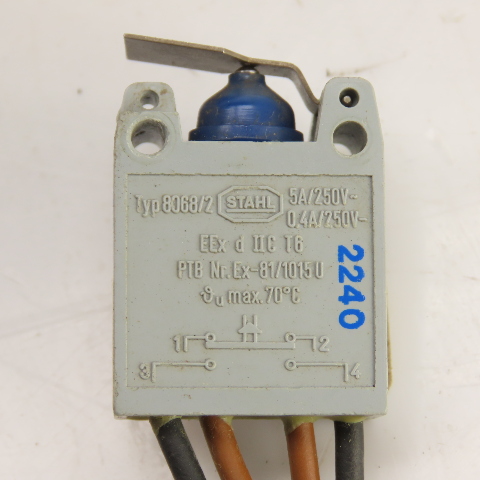 Typ 8068/2 STAHL 5A/250V~
0,4A/250V-
EEx d IIC T6
PTB Nr. Ex-81/1015 U
ϑu max. 70°C
1 2
3 4
2240